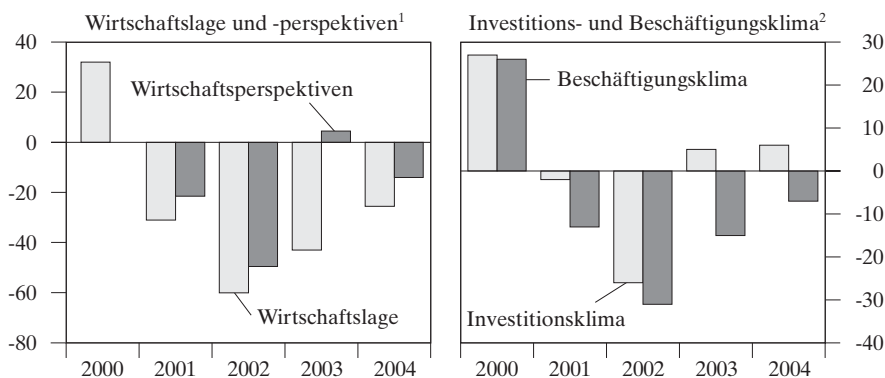 Wirtschaftslage und -perspektiven¹
40
20
0
-20
-40
-60
-80
Wirtschaftsperspektiven
Wirtschaftslage
2000 2001 2002 2003 2004
Investitions- und Beschäftigungsklima²
30
20
10
0
-10
-20
-30
-40
Beschäftigungsklima
Investitionsklima
2000 2001 2002 2003 2004